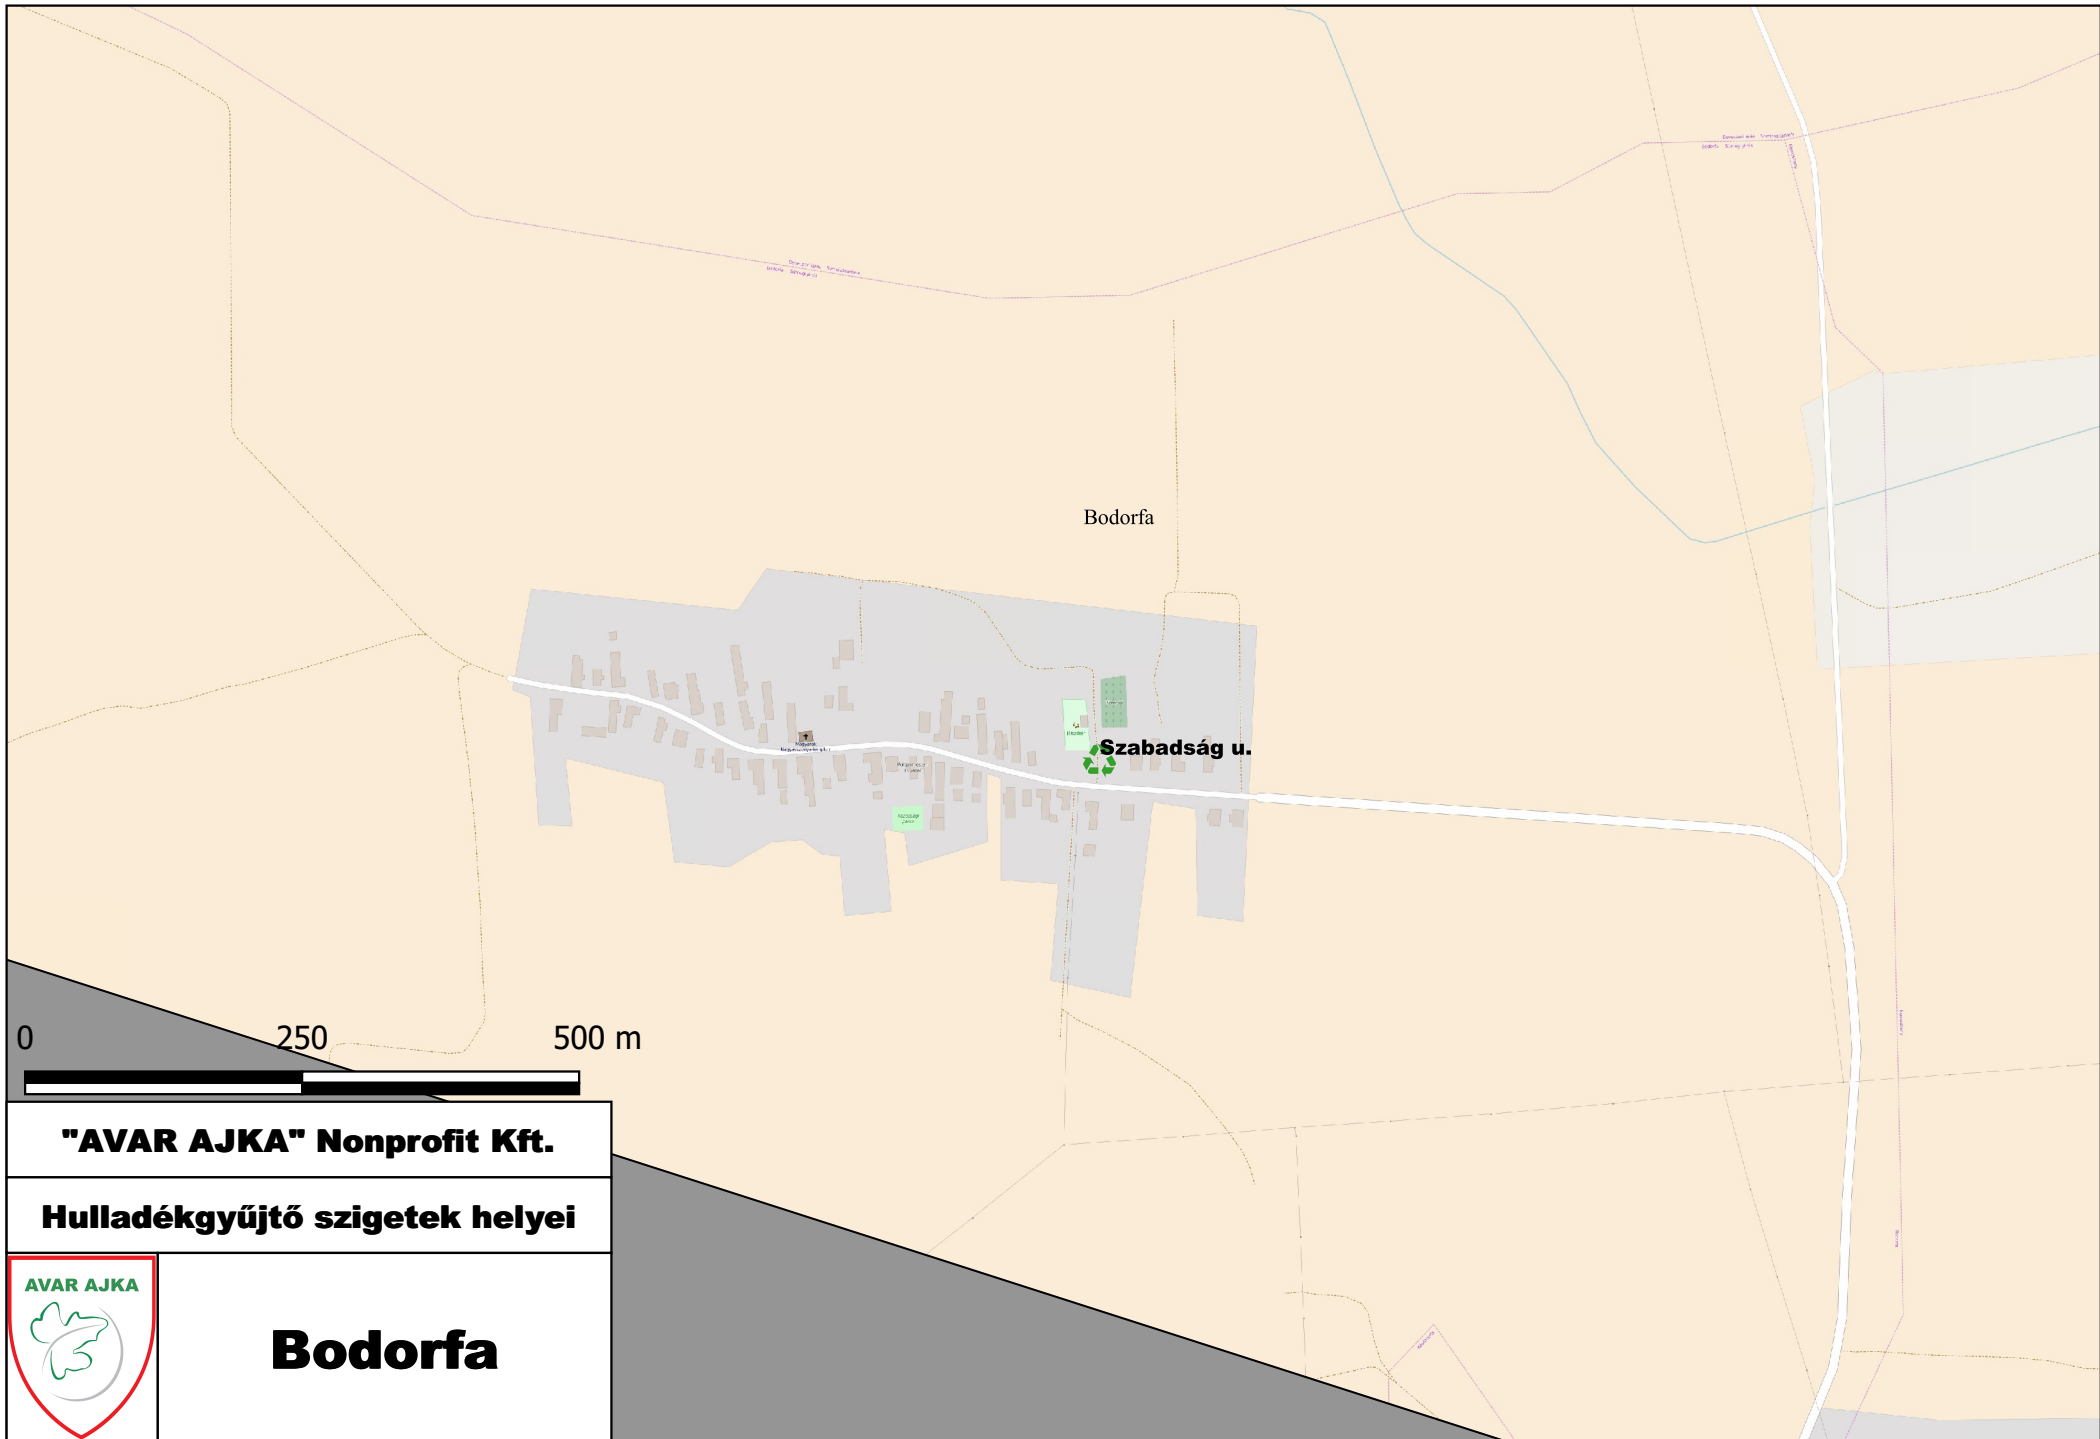 Bodorfa
Szabadság u.
0 250 500 m
"AVAR AJKA" Nonprofit Kft.
Hulladékgyűjtő szigetek helyei
AVAR AJKA
Bodorfa